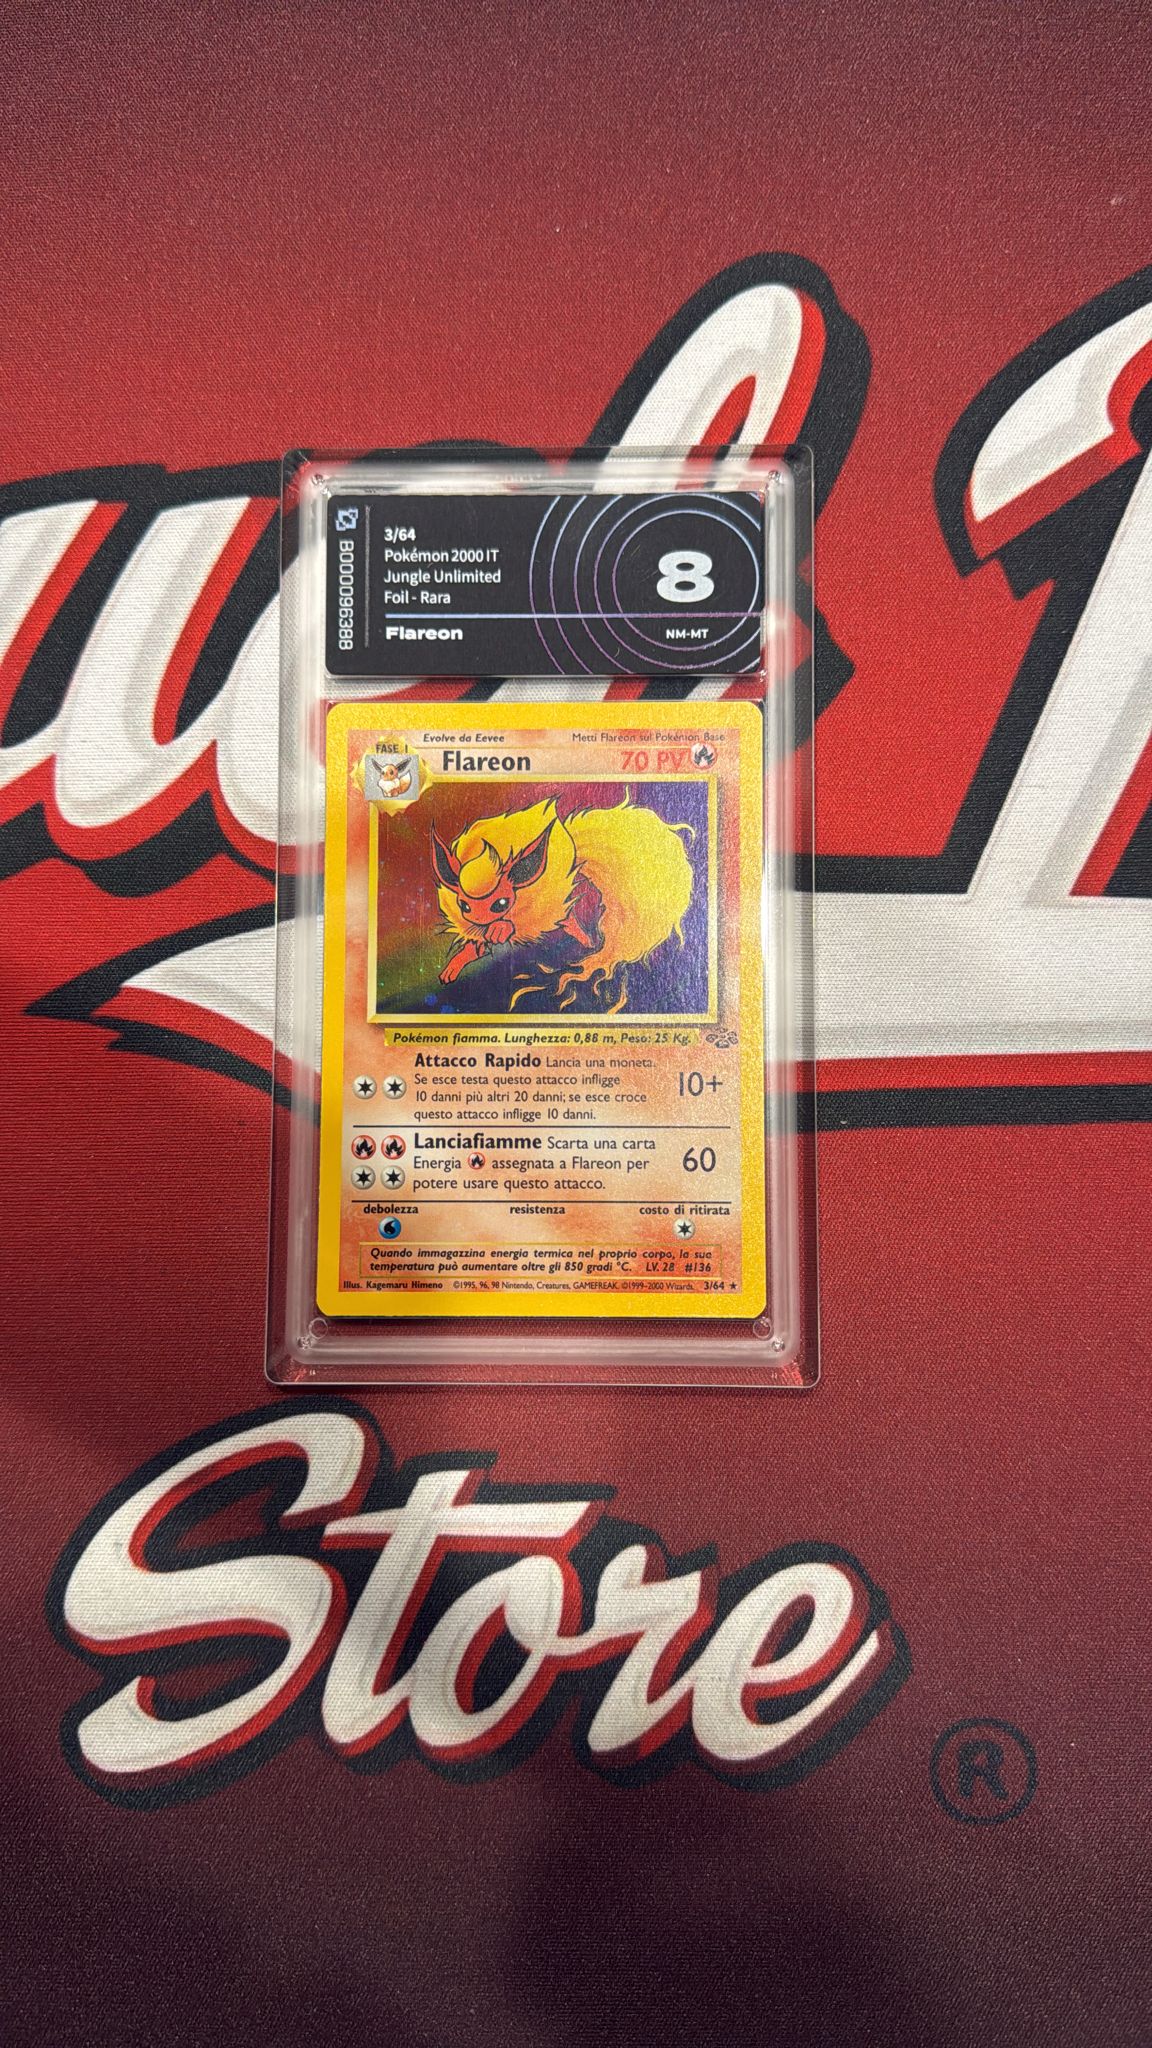 3/64
Pokémon 2000 IT
Jungle Unlimited
Foil - Rara
Flareon
8
NM-MT
B000096388
Evolve da Eevee
Metti Flareon sul Pokémon Base
FASE 1
Flareon
70 PV
Pokémon fiamma. Lunghezza: 0,88 m, Peso: 25 Kg.
Attacco Rapido Lancia una moneta.
Se esce testa questo attacco infligge
10 danni più altri 20 danni; se esce croce
questo attacco infligge 10 danni.
10+
Lanciafiamme Scarta una carta
Energia assegnata a Flareon per
potere usare questo attacco.
60
debolezza
resistenza
costo di ritirata
Quando immagazzina energia termica nel proprio corpo, la sua
temperatura può aumentare oltre gli 850 gradi °C. LV. 28 #136
Illus. Kagemaru Himeno ©1995, 96, 98 Nintendo, Creatures, GAMEFREAK. ©1999-2000 Wizards. 3/64 ★
Store
®